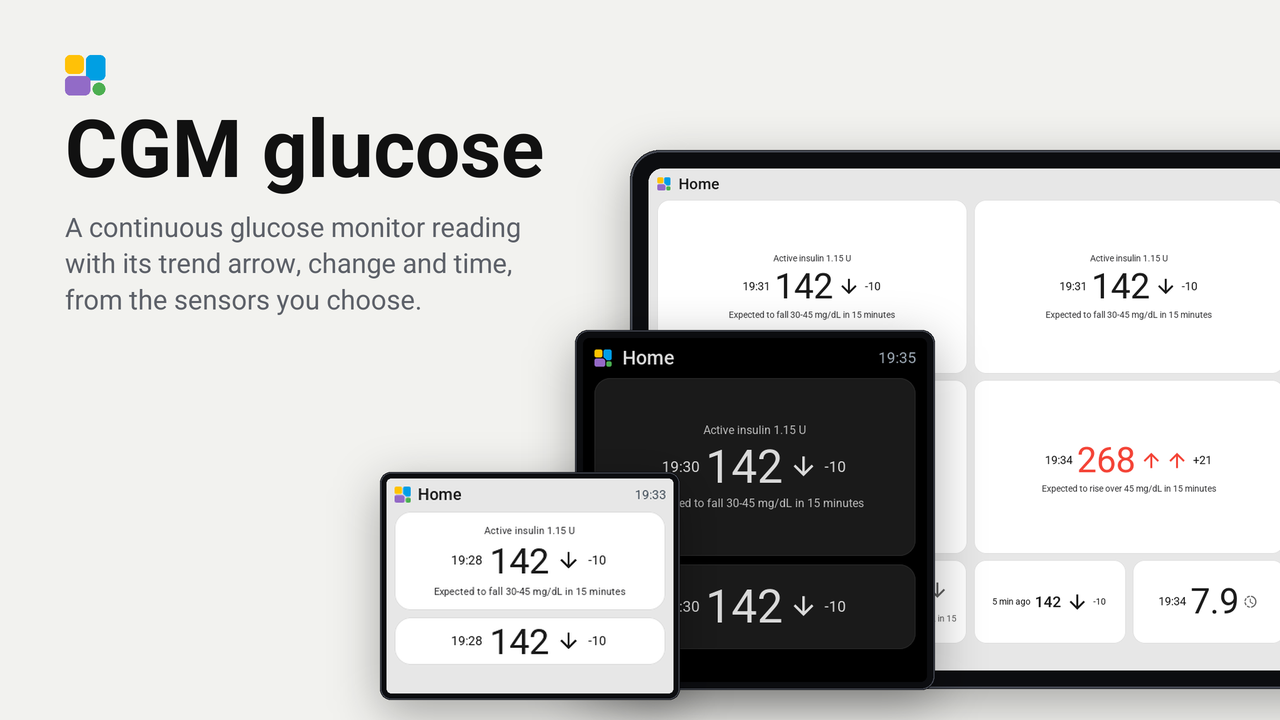 CGM glucose
A continuous glucose monitor reading
with its trend arrow, change and time,
from the sensors you choose.
Home
Active insulin 1.15 U
19:31 142 ↓ -10
Expected to fall 30-45 mg/dL in 15 minutes
Active insulin 1.15 U
19:31 142 ↓ -10
Expected to fall 30-45 mg/dL in 15 minutes
19:34 268 ↑ ↑ +21
Expected to rise over 45 mg/dL in 15 minutes
in 15
5 min ago 142 ↓ -10
19:34 7.9
Home 19:35
Active insulin 1.15 U
19:30 142 ↓ -10
to fall 30-45 mg/dL in 15 minutes
:30 142 ↓ -10
Home 19:33
Active insulin 1.15 U
19:28 142 ↓ -10
Expected to fall 30-45 mg/dL in 15 minutes
19:28 142 ↓ -10